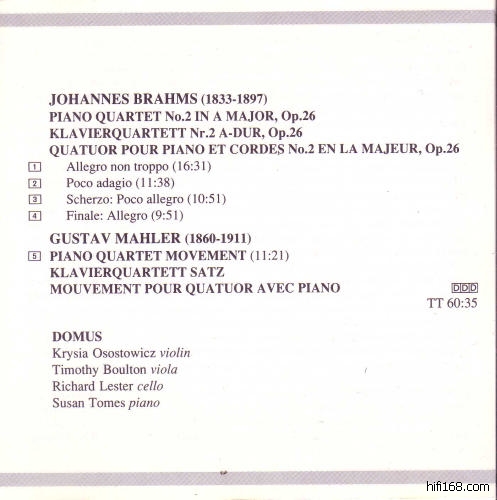 JOHANNES BRAHMS (1833-1897)
PIANO QUARTET No.2 IN A MAJOR, Op.26
KLAVIERQUARTETT Nr.2 A-DUR, Op.26
QUATUOR POUR PIANO ET CORDES No.2 EN LA MAJEUR, Op.26
1 Allegro non troppo (16:31)
2 Poco adagio (11:38)
3 Scherzo: Poco allegro (10:51)
4 Finale: Allegro (9:51)
GUSTAV MAHLER (1860-1911)
5 PIANO QUARTET MOVEMENT (11:21)
KLAVIERQUARTETT SATZ
MOUVEMENT POUR QUATUOR AVEC PIANO
DDD
TT 60:35
DOMUS
Krysia Osostowicz violin
Timothy Boulton viola
Richard Lester cello
Susan Tomes piano
hifi168.com